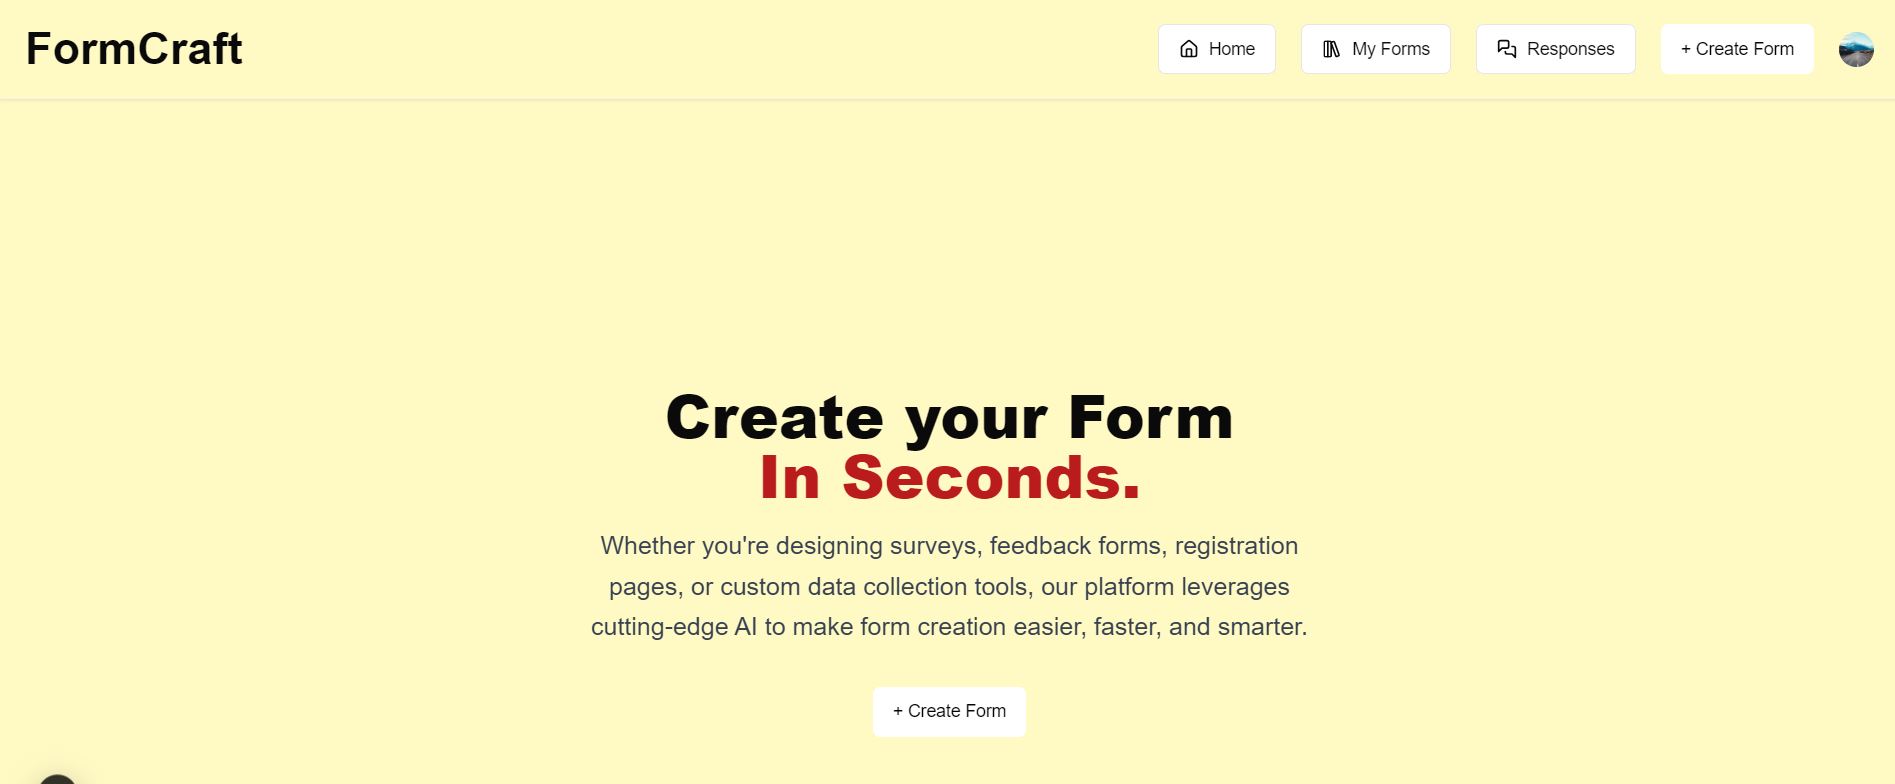 FormCraft
Home
My Forms
Responses
+ Create Form
Create your Form
In Seconds.
Whether you're designing surveys, feedback forms, registration
pages, or custom data collection tools, our platform leverages
cutting-edge AI to make form creation easier, faster, and smarter.
+ Create Form